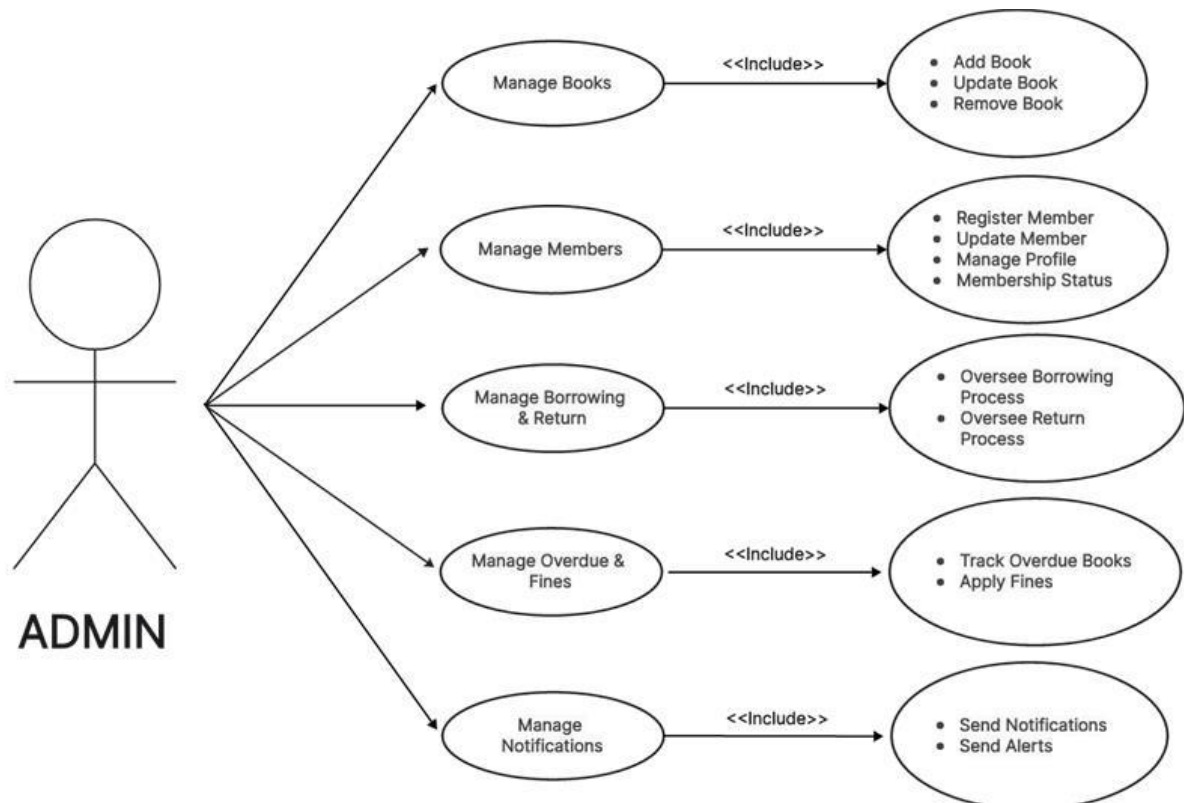 Manage Books
<<Include>>
• Add Book
• Update Book
• Remove Book
Manage Members
<<Include>>
• Register Member
• Update Member
• Manage Profile
• Membership Status
Manage Borrowing
& Return
<<Include>>
• Oversee Borrowing
Process
• Oversee Return
Process
Manage Overdue &
Fines
<<Include>>
• Track Overdue Books
• Apply Fines
ADMIN
Manage
Notifications
<<Include>>
• Send Notifications
• Send Alerts